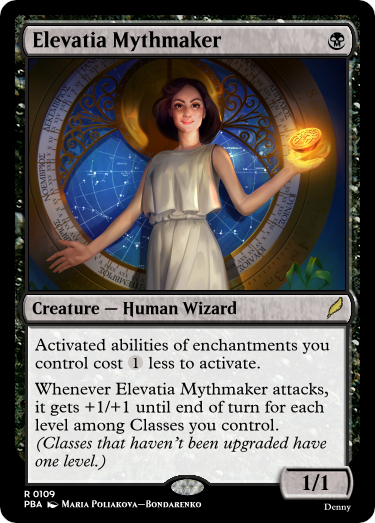 Elevatia Mythmaker
Creature — Human Wizard
Activated abilities of enchantments you
control cost 1 less to activate.
Whenever Elevatia Mythmaker attacks,
it gets +1/+1 until end of turn for each
level among Classes you control.
(Classes that haven't been upgraded have
one level.)
1/1
R 0109
PBA Maria Poliakova—Bondarenko
Denny